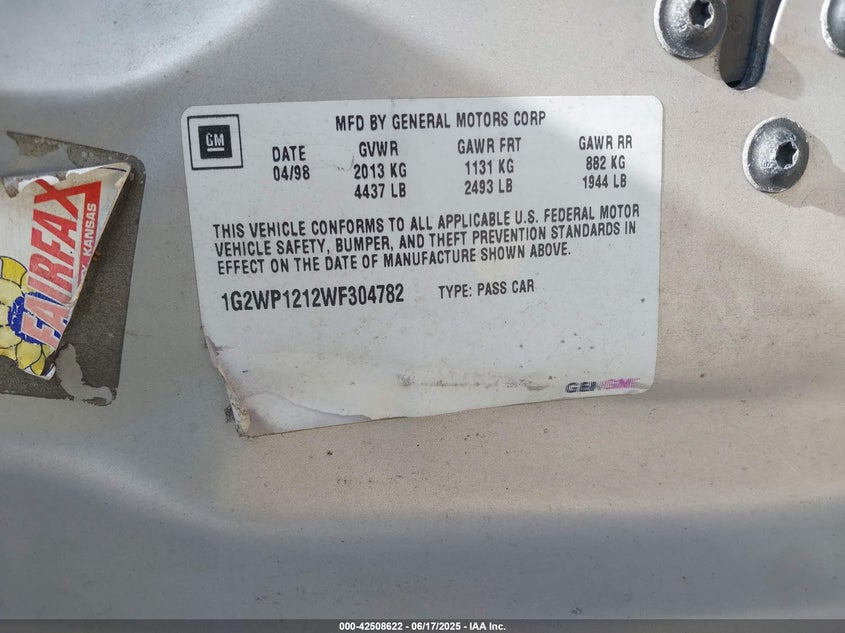 GM
MFD BY GENERAL MOTORS CORP
DATE GVWR GAWR FRT GAWR RR
04/98 2013 KG 1131 KG 882 KG
4437 LB 2493 LB 1944 LB
THIS VEHICLE CONFORMS TO ALL APPLICABLE U.S. FEDERAL MOTOR
VEHICLE SAFETY, BUMPER, AND THEFT PREVENTION STANDARDS IN
EFFECT ON THE DATE OF MANUFACTURE SHOWN ABOVE.
1G2WP1212WF304782 TYPE: PASS CAR
FAIRFAX
KANSAS
000-42508622 - 06/17/2025 - IAA Inc.